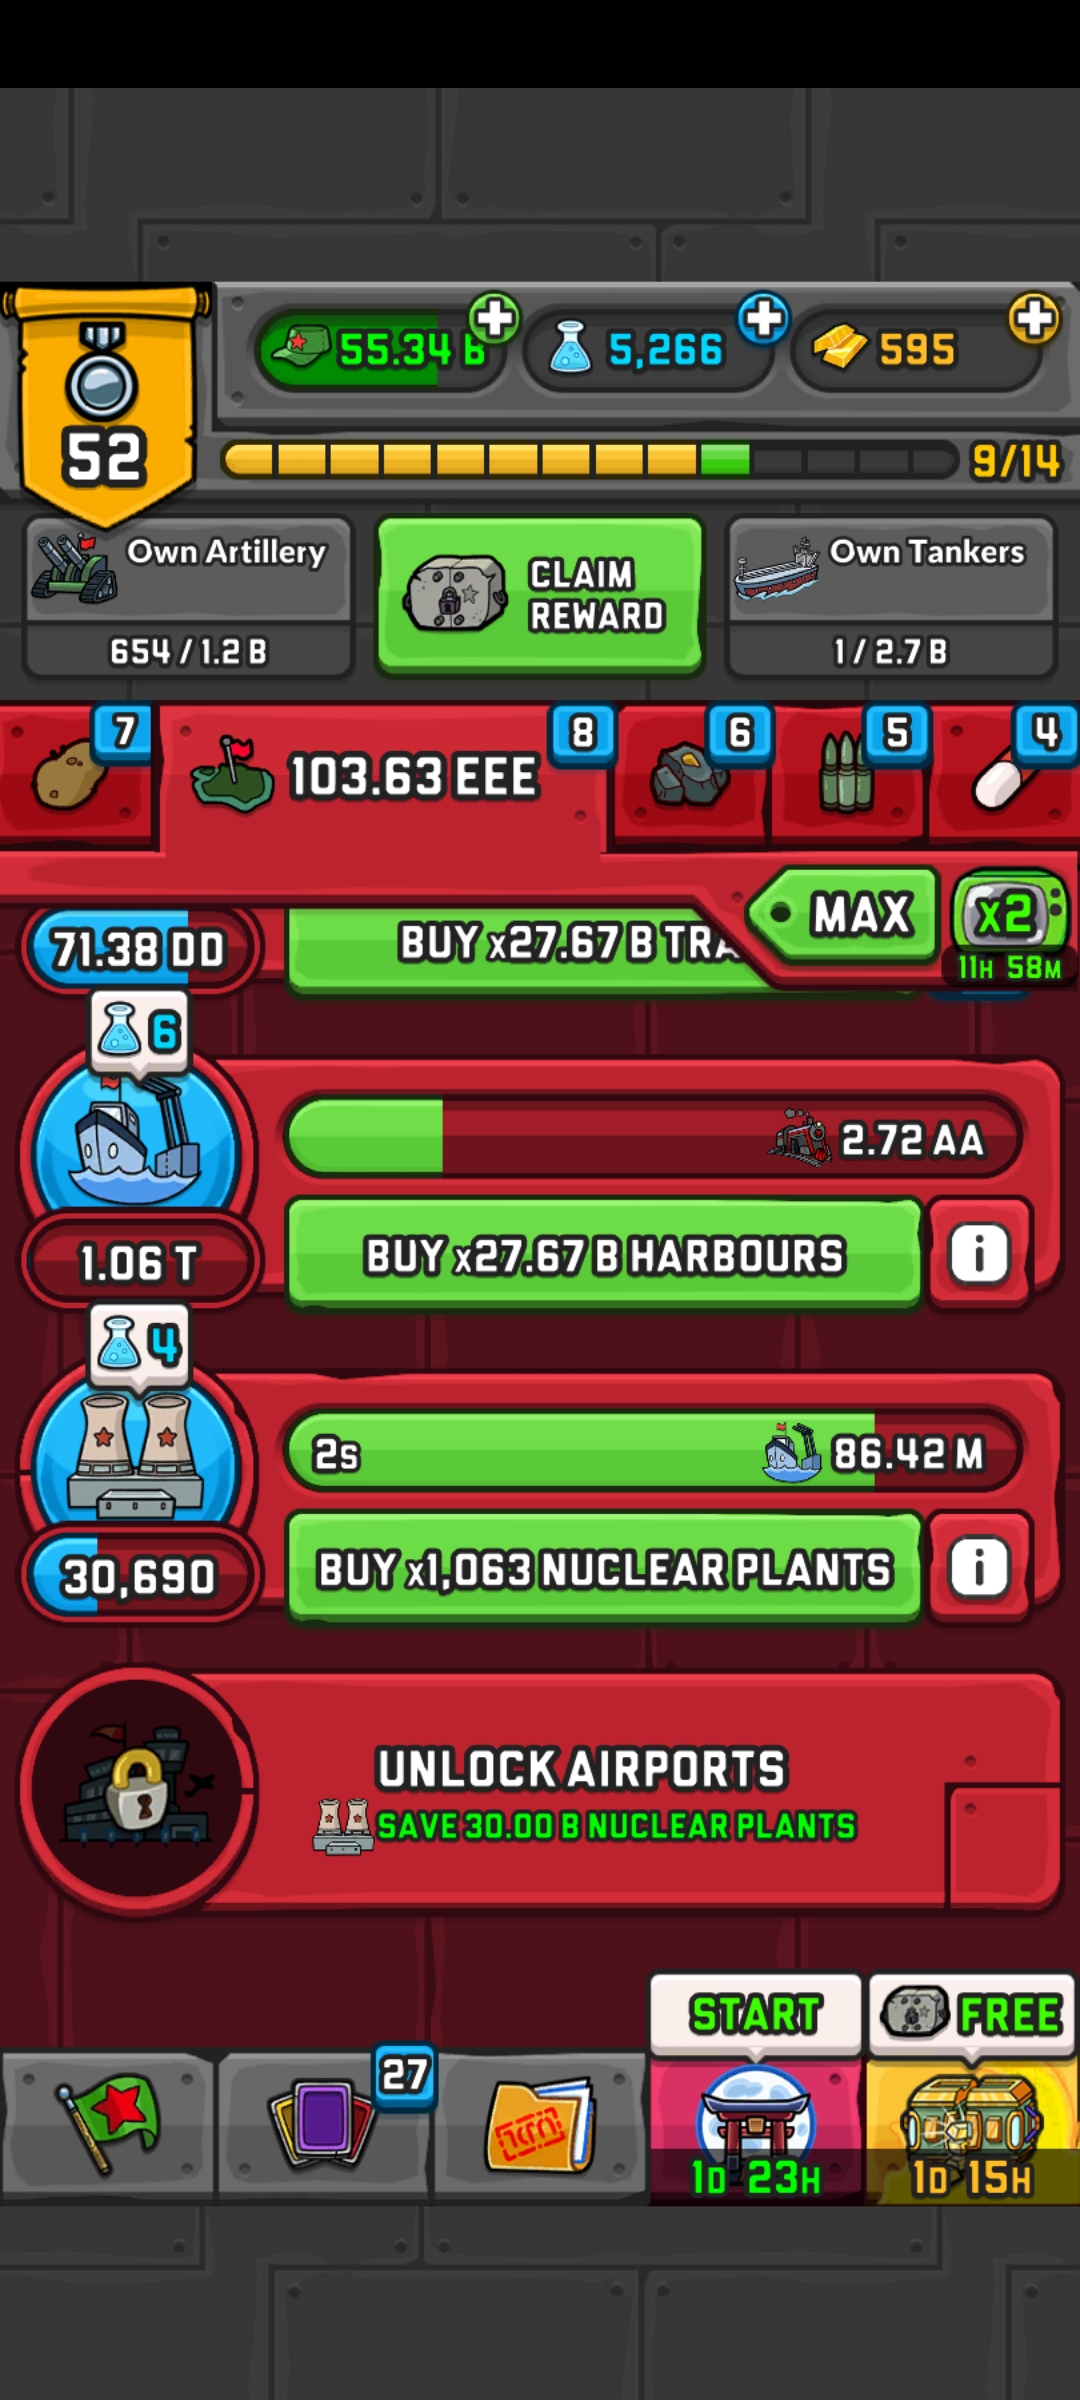 55.34 B
5,266
595
52
9/14
Own Artillery
654 / 1.2 B
CLAIM
REWARD
Own Tankers
1 / 2.7 B
7
103.63 EEE
8
6
5
4
71.38 DD
BUY x27.67 B TRA
MAX
x2
11H 58M
6
2.72 AA
1.06 T
BUY x27.67 B HARBOURS
i
4
2s
86.42 M
30,690
BUY x1,063 NUCLEAR PLANTS
i
UNLOCK AIRPORTS
SAVE 30.00 B NUCLEAR PLANTS
START
FREE
27
1D 23H
1D 15H